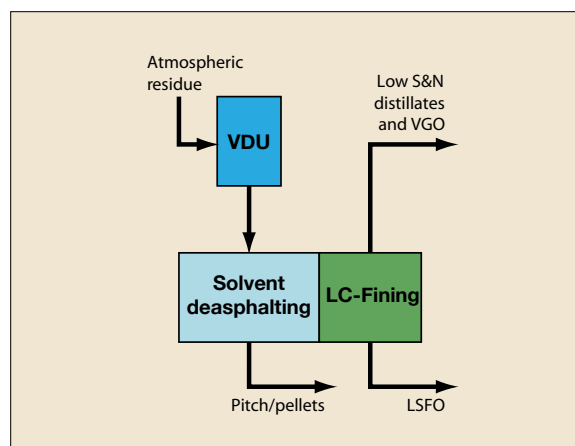 Atmospheric
residue
Low S&N
distillates
and VGO
VDU
Solvent
deasphalting
LC-Fining
Pitch/pellets
LSFO